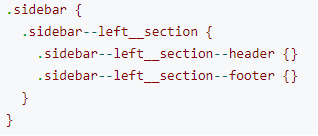 .sidebar {
  .sidebar--left__section {
    .sidebar--left__section--header {}
    .sidebar--left__section--footer {}
  }
}